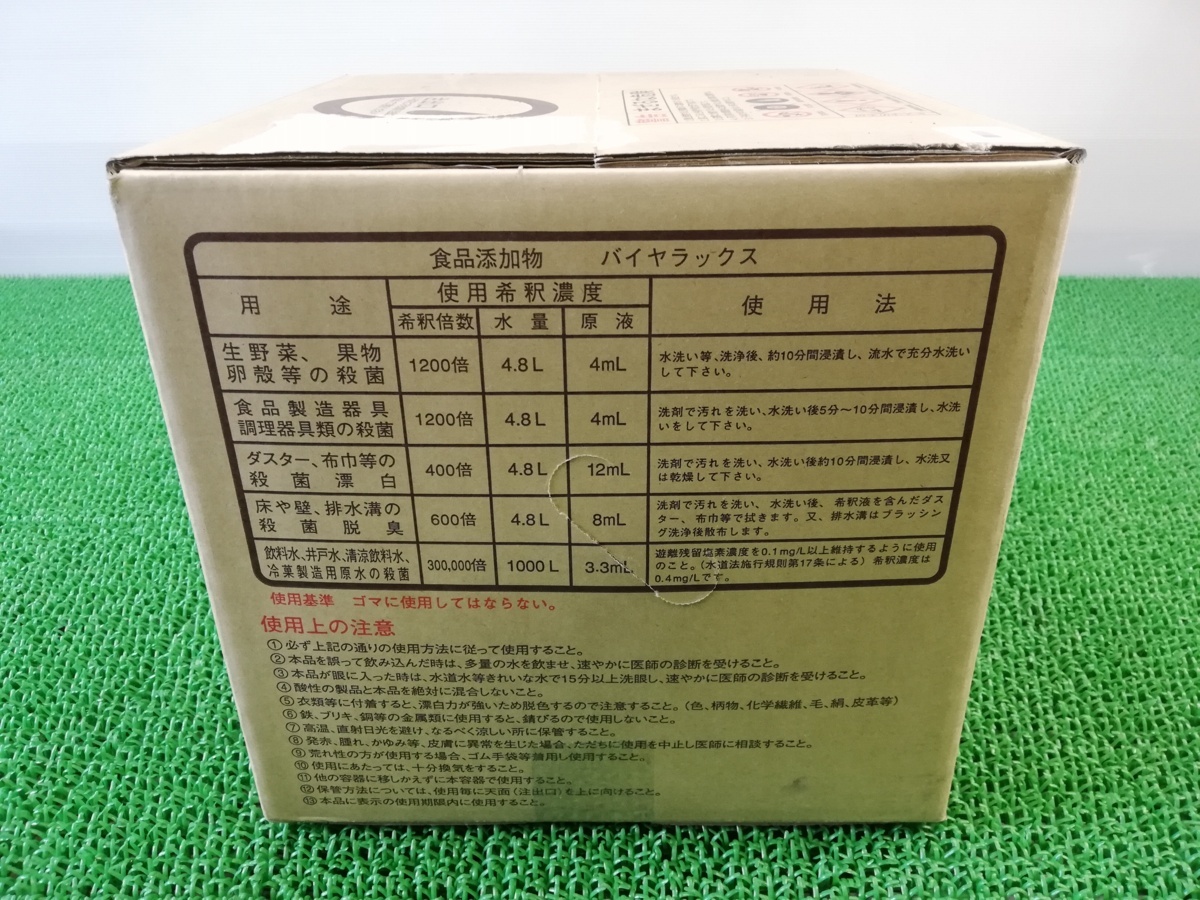 食品添加物 バイヤラックス
用途
使用希釈濃度
使用法
希釈倍数 水量 原液
生野菜、果物
卵殻等の殺菌
1200倍 4.8L 4mL
水洗い等、洗浄後、約10分間浸漬し、流水で充分水洗い
して下さい。
食品製造器具
調理器具類の殺菌
1200倍 4.8L 4mL
洗剤で汚れを洗い、水洗い後5分〜10分間浸漬し、水洗
いをして下さい。
ダスター、布巾等の
殺菌漂白
400倍 4.8L 12mL
洗剤で汚れを洗い、水洗い後約10分間浸漬し、水洗又
は乾燥して下さい。
床や壁、排水溝の
殺菌脱臭
600倍 4.8L 8mL
洗剤で汚れを洗い、水洗い後、希釈液を含んだダス
ター、布巾等で拭きます。又、排水溝はブラッシン
グ洗浄後散布します。
飲料水、井戸水、清涼飲料水、
冷菓製造用原水の殺菌
300,000倍 1000L 3.3mL
遊離残留塩素濃度を0.1mg/L以上維持するように使用
のこと。(水道法施行規則第17条による)希釈濃度は
0.4mg/Lです。
使用基準 ゴマに使用してはならない。
使用上の注意
①必ず上記の通りの使用方法に従って使用すること。
②本品を誤って飲み込んだ時は、多量の水を飲ませ、速やかに医師の診断を受けること。
③本品が眼に入った時は、水道水等きれいな水で15分以上洗眼し、速やかに医師の診断を受けること。
④酸性の製品と本品を絶対に混合しないこと。
⑤衣類等に付着すると、漂白力が強いため脱色するので注意すること。(色、柄物、化学繊維、毛、絹、皮革等)
⑥鉄、ブリキ、銅等の金属類に使用すると、錆びるので使用しないこと。
⑦高温、直射日光を避け、なるべく涼しい所に保管すること。
⑧発赤、腫れ、かゆみ等、皮膚に異常を生じた場合、ただちに使用を中止し医師に相談すること。
⑨荒れ性の方が使用する場合、ゴム手袋等着用し使用すること。
⑩使用にあたっては、十分換気をすること。
⑪他の容器に移しかえずに本容器で使用すること。
⑫保管方法については、使用毎に天面(注出口)を上に向けること。
⑬本品に表示の使用期限内に使用すること。